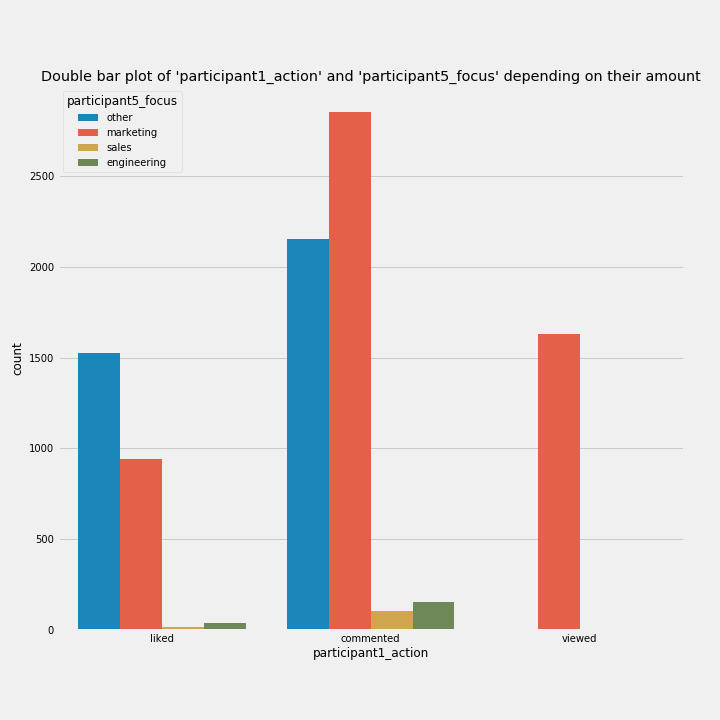 Double bar plot of 'participant1_action' and 'participant5_focus' depending on their amount
participant5_focus
other
marketing
sales
engineering
2500
2000
1500
1000
500
0
count
liked
commented
viewed
participant1_action